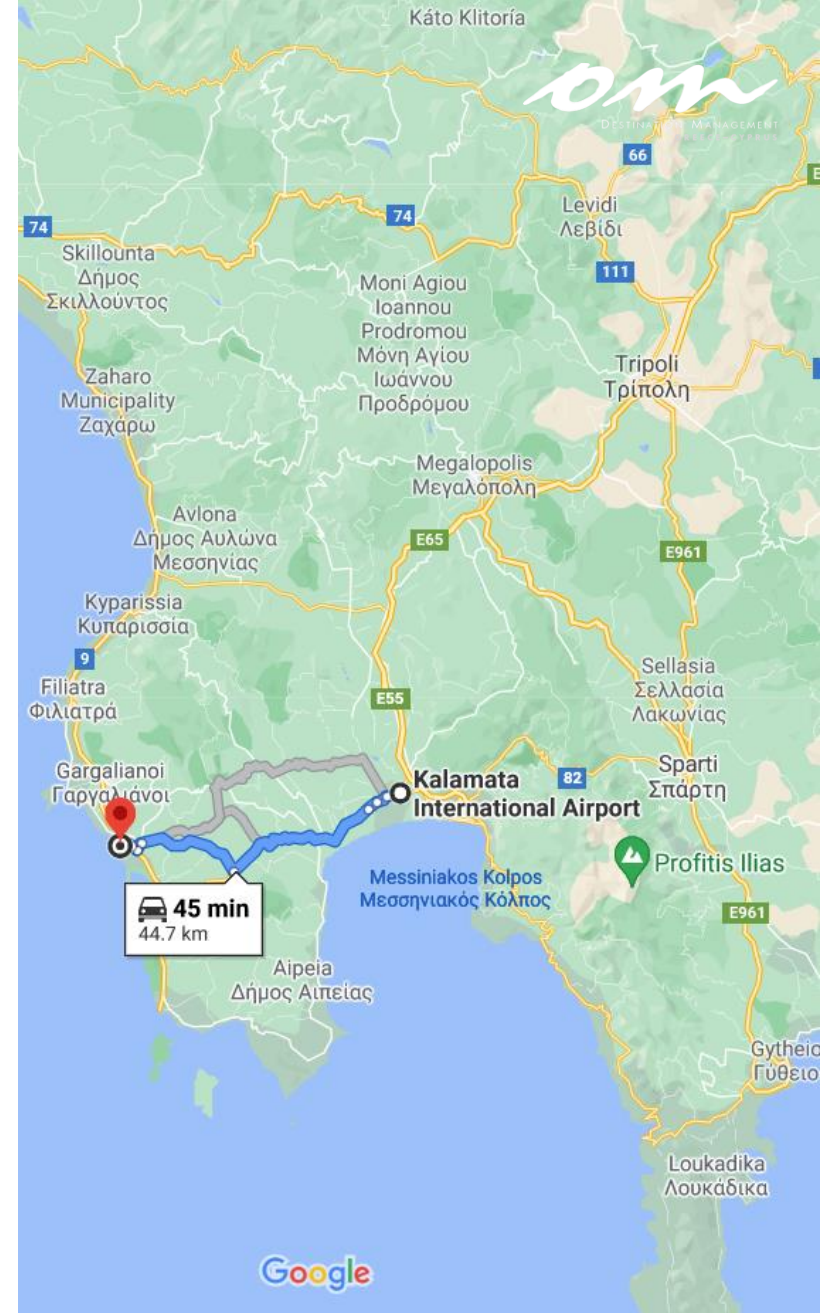 Káto Klitoría
om
DESTINATION MANAGEMENT
66
E
Levidi
Λεβίδι
74
74
Skillounta
Δήμος
Σκιλλούντος
111
Moni Agiou
Ioannou
Prodromou
Μόνη Αγίου
Ιωάννου
Προδρόμου
Tripoli
Τρίπολη
Zaharo
Municipality
Ζαχάρω
Megalopolis
Μεγαλόπολη
Avlona
Δήμος Αυλώνα
Μεσσηνίας
E65
E961
Kyparissia
Κυπαρισσία
9
Sellasia
Σελλασία
Λακωνίας
Filiatra
Φιλιατρά
E55
Gargalianoi
Γαργαλιάνοι
Kalamata
International Airport
82
Sparti
Σπάρτη
Profitis Ilias
Messiniakos Kolpos
Μεσσηνιακός Κόλπος
45 min
44.7 km
E961
Aipeia
Δήμος Αιπείας
Gytheio
Γύθειο
Loukadika
Λουκάδικα
Google